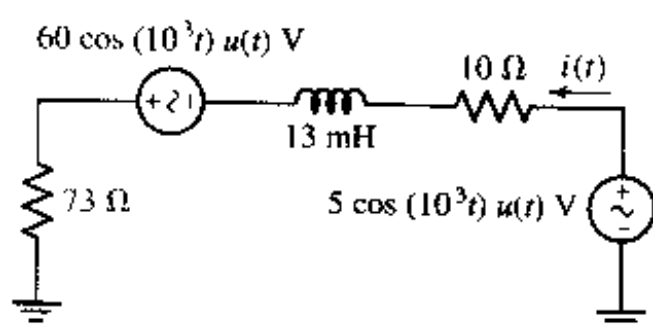 60 cos (10³t) u(t) V
10 Ω i(t)
+ -
13 mH
73 Ω
5 cos (10³t) u(t) V
+
-